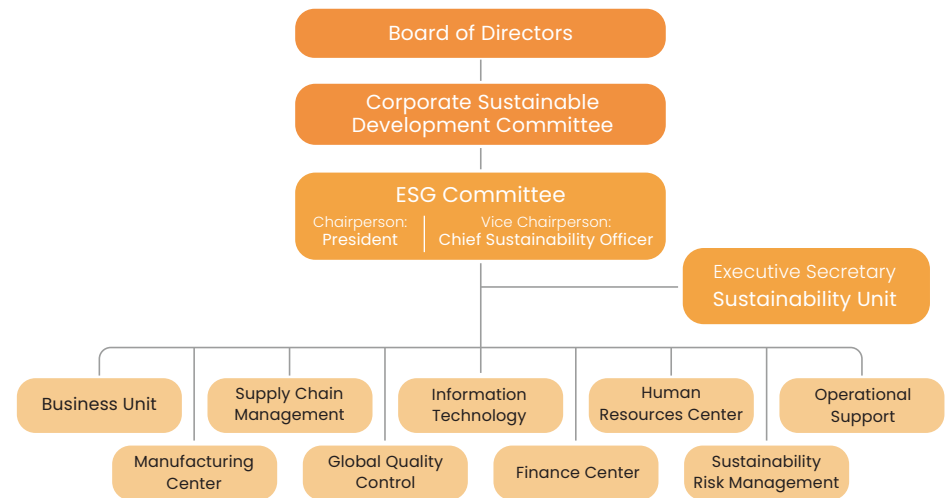 Board of Directors
Corporate Sustainable
Development Committee
ESG Committee
Chairperson:
President
Vice Chairperson:
Chief Sustainability Officer
Executive Secretary
Sustainability Unit
Business Unit
Supply Chain
Management
Information
Technology
Human
Resources Center
Operational
Support
Manufacturing
Center
Global Quality
Control
Finance Center
Sustainability
Risk Management